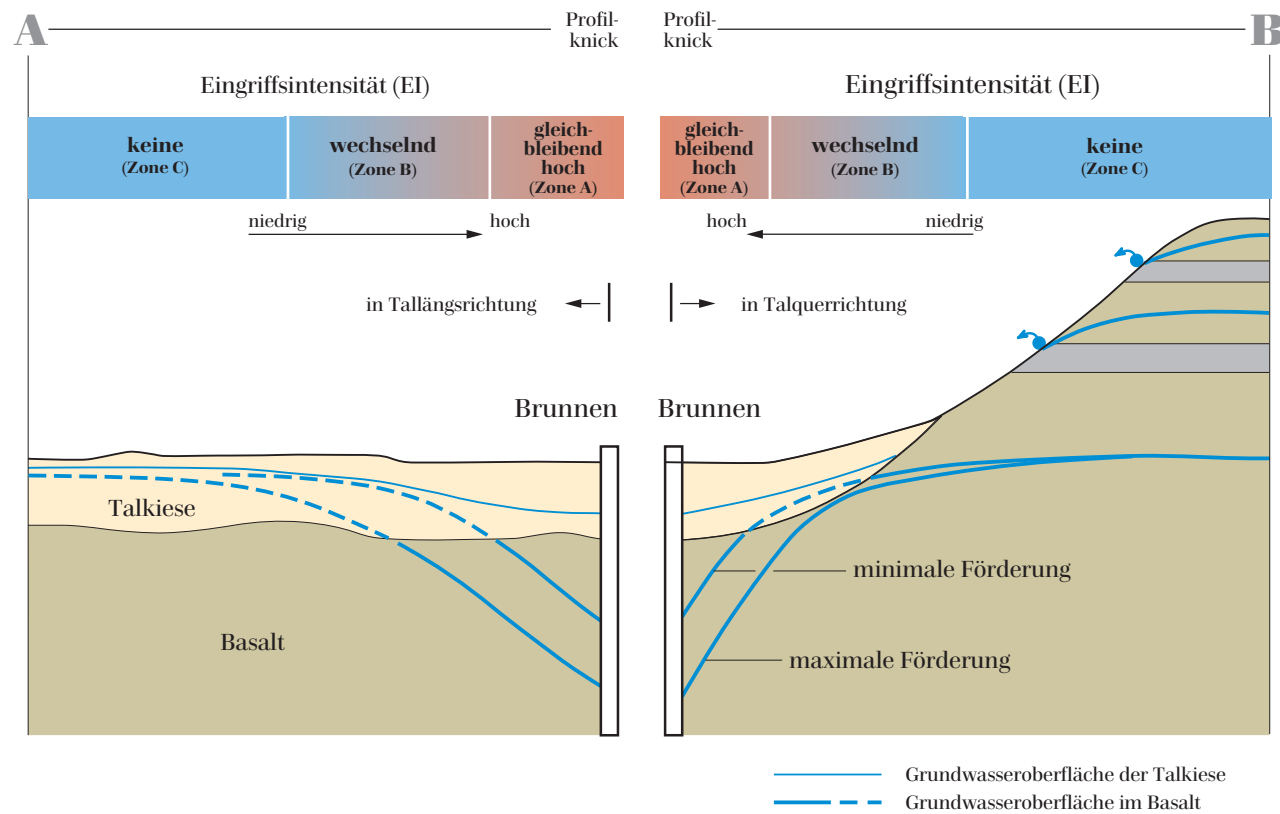 A
Profil-
knick
Profil-
knick
B
Eingriffsintensität (EI)
Eingriffsintensität (EI)
keine
(Zone C)
wechselnd
(Zone B)
gleich-
bleibend
hoch
(Zone A)
gleich-
bleibend
hoch
(Zone A)
wechselnd
(Zone B)
keine
(Zone C)
niedrig
hoch
hoch
niedrig
in Tallängsrichtung
in Talquerrichtung
Brunnen
Brunnen
Talkiese
Basalt
minimale Förderung
maximale Förderung
Grundwasseroberfläche der Talkiese
Grundwasseroberfläche im Basalt